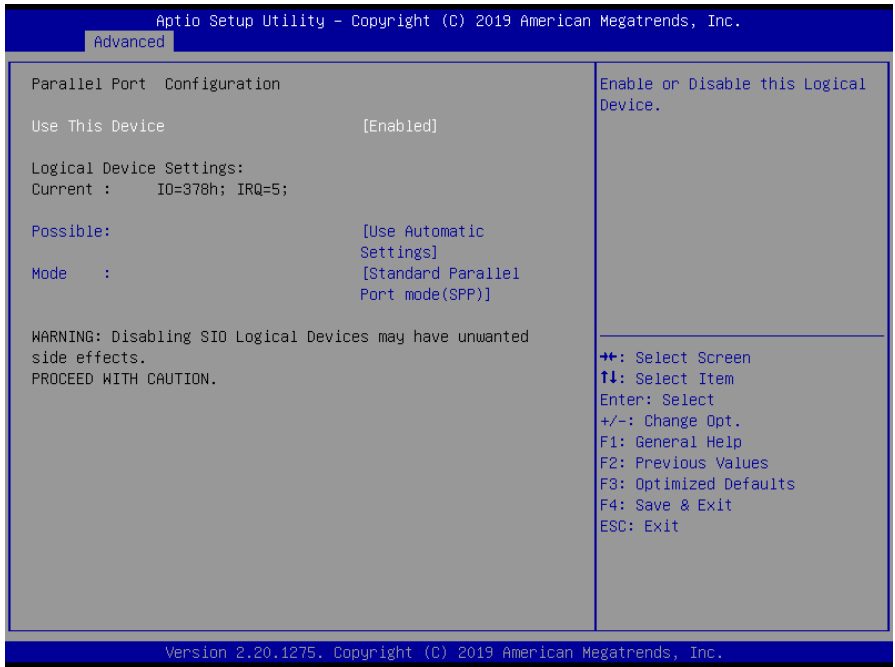 Aptio Setup Utility – Copyright (C) 2019 American Megatrends, Inc.
Advanced
Parallel Port Configuration
Use This Device [Enabled]
Logical Device Settings:
Current : IO=378h; IRQ=5;
Possible: [Use Automatic
Settings]
Mode : [Standard Parallel
Port mode(SPP)]
WARNING: Disabling SIO Logical Devices may have unwanted
side effects.
PROCEED WITH CAUTION.
Enable or Disable this Logical
Device.
→←: Select Screen
↑↓: Select Item
Enter: Select
+/-: Change Opt.
F1: General Help
F2: Previous Values
F3: Optimized Defaults
F4: Save & Exit
ESC: Exit
Version 2.20.1275. Copyright (C) 2019 American Megatrends, Inc.